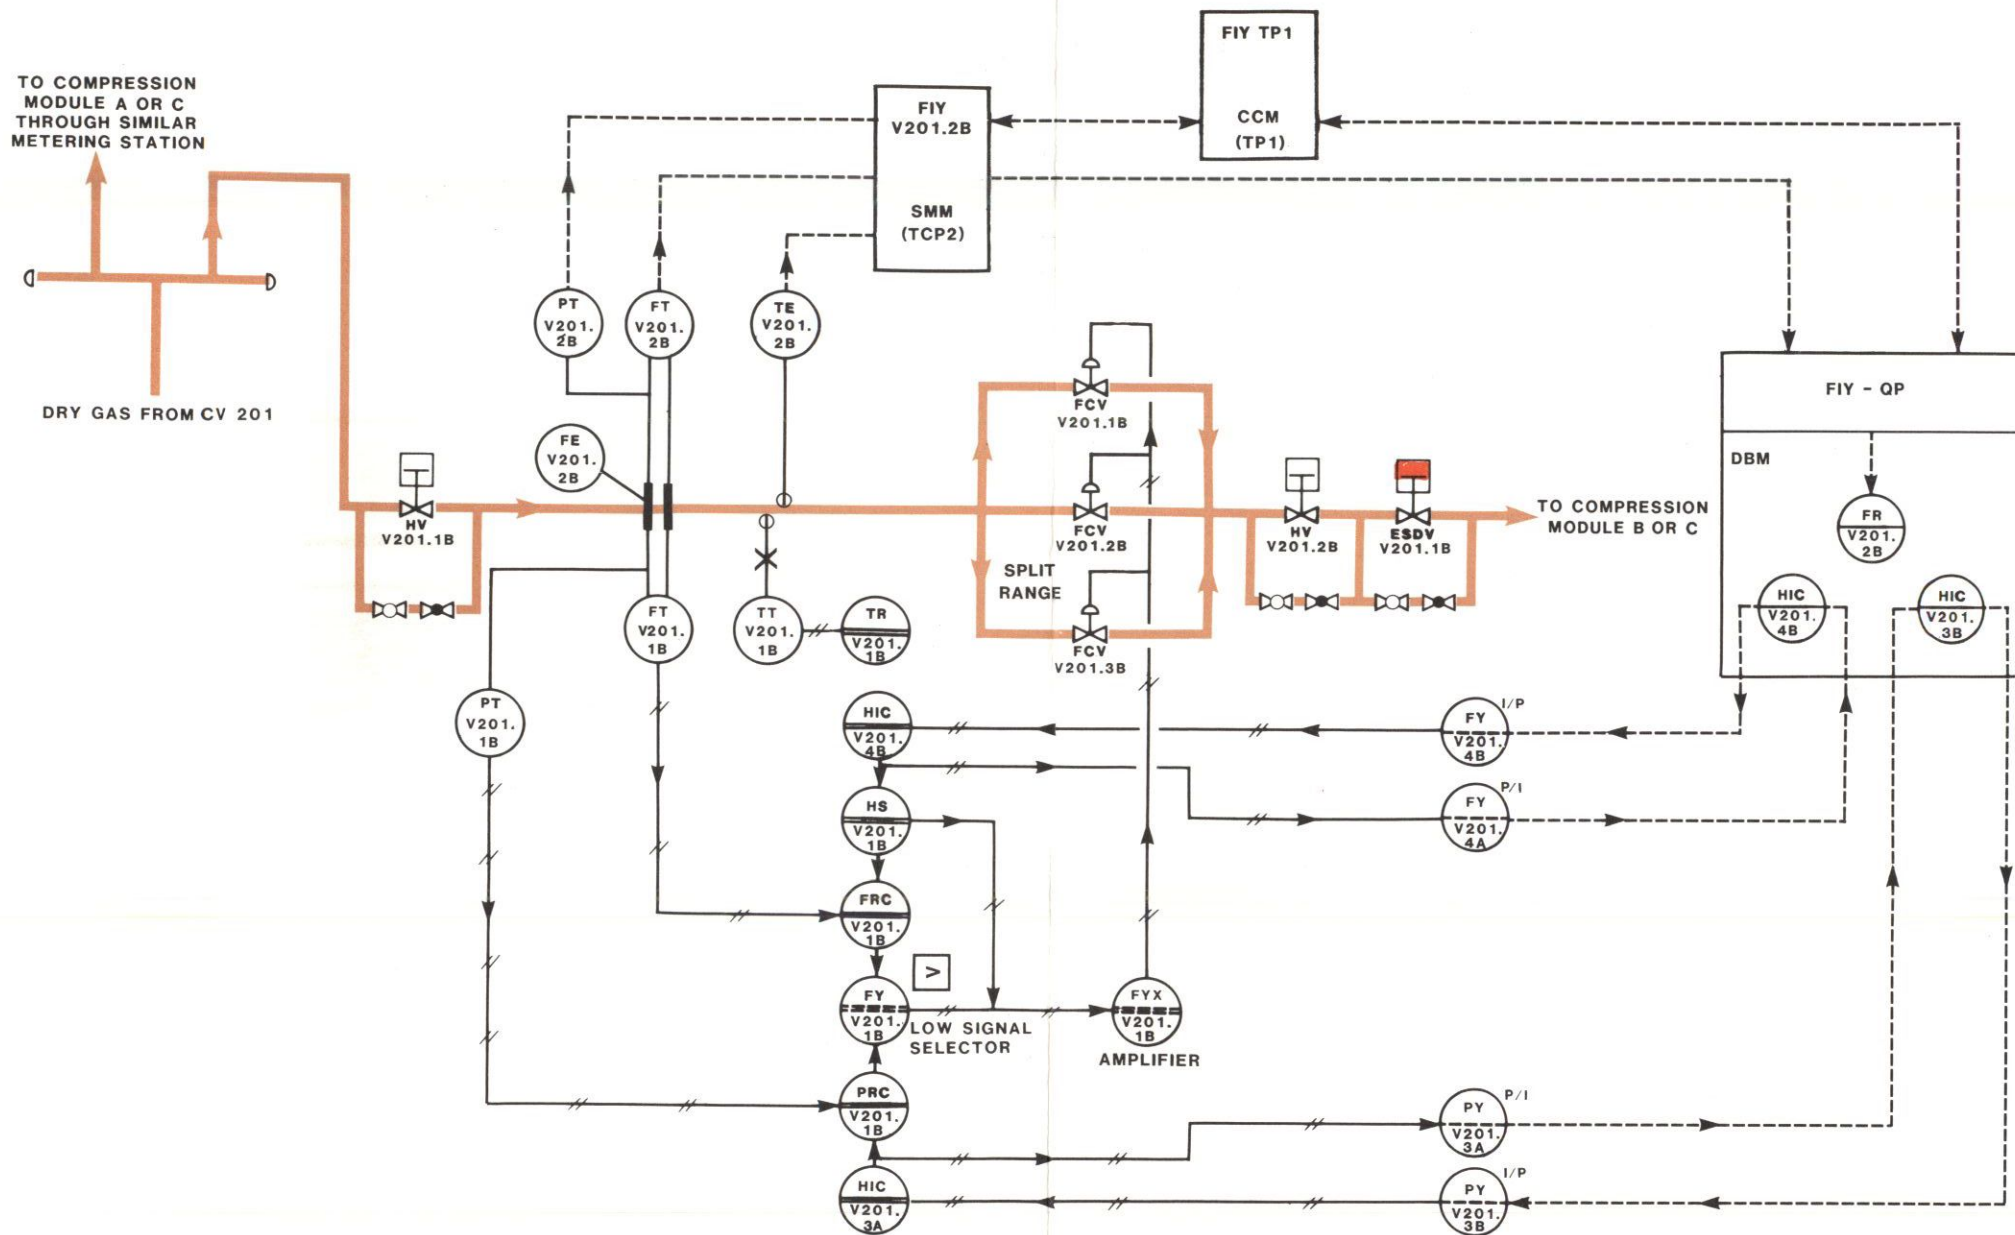 TO COMPRESSION
MODULE A OR C
THROUGH SIMILAR
METERING STATION
DRY GAS FROM CV 201
FIY TP1
CCM
(TP1)
FIY
V201.2B
SMM
(TCP2)
PT
V201.
2B
FT
V201.
2B
TE
V201.
2B
FE
V201.
2B
HV
V201.1B
FCV
V201.1B
FCV
V201.2B
SPLIT
RANGE
FCV
V201.3B
HV
V201.2B
ESDV
V201.1B
TO COMPRESSION
MODULE B OR C
FIY - QP
DBM
FR
V201.
2B
HIC
V201.
4B
HIC
V201.
3B
FT
V201.
1B
TT
V201.
1B
TR
V201.
1B
PT
V201.
1B
HIC
V201.
4B
FY
V201.
4B
I/P
HS
V201.
1B
FY
V201.
4A
P/I
FRC
V201.
1B
FY
V201.
1B
V
LOW SIGNAL
SELECTOR
FYX
V201.
1B
AMPLIFIER
PRC
V201.
1B
PY
V201.
3A
P/I
HIC
V201.
3A
PY
V201.
3B
I/P